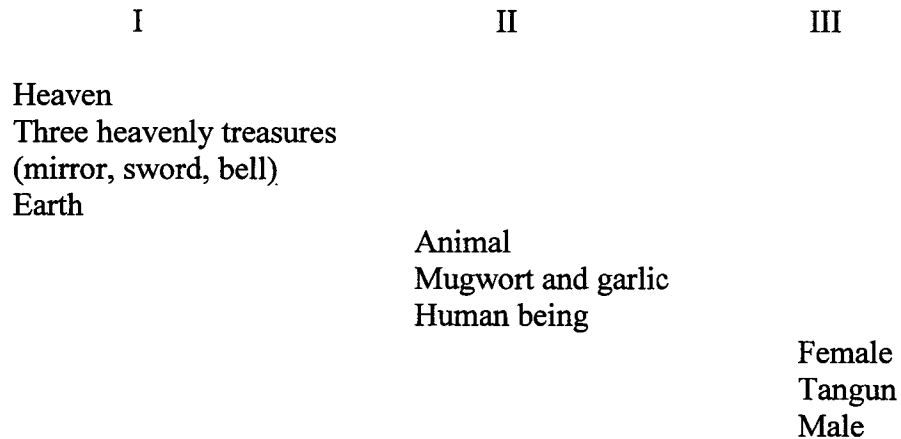 I II III
Heaven
Three heavenly treasures
(mirror, sword, bell)
Earth
Animal
Mugwort and garlic
Human being
Female
Tangun
Male